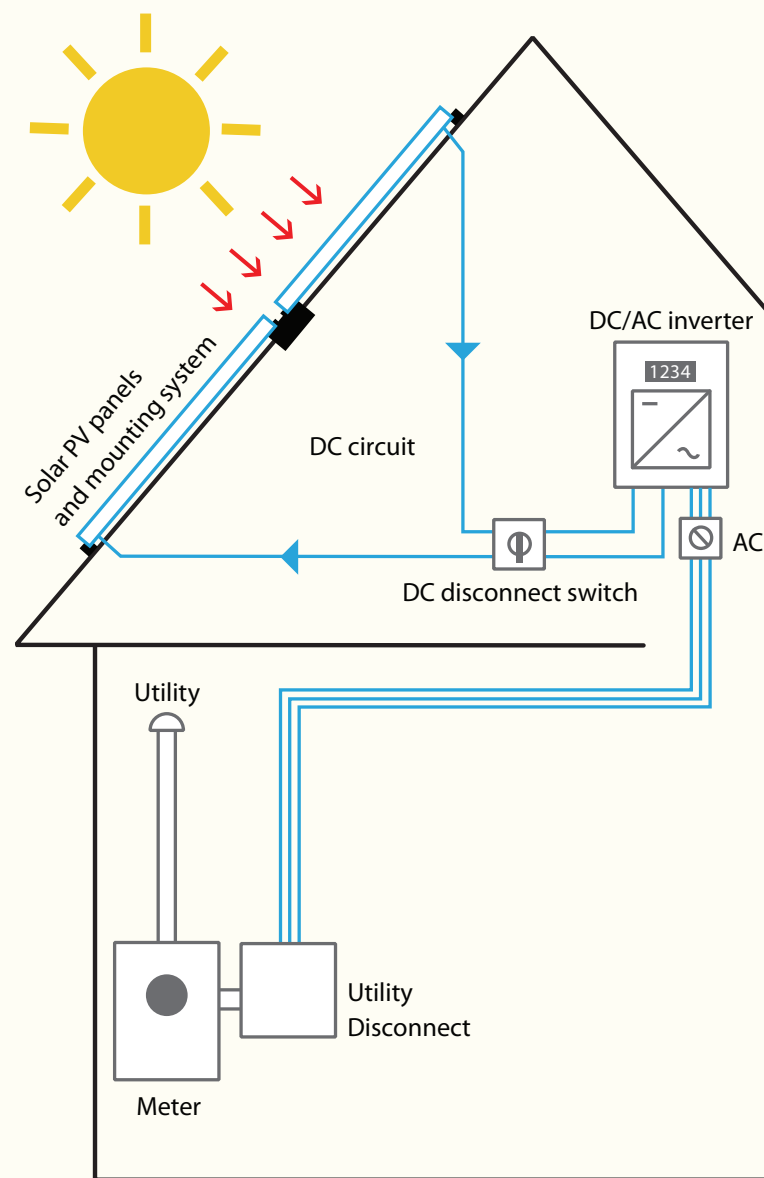 DC/AC inverter
1234
Solar PV panels
and mounting system
DC circuit
AC
DC disconnect switch
Utility
Utility
Disconnect
Meter